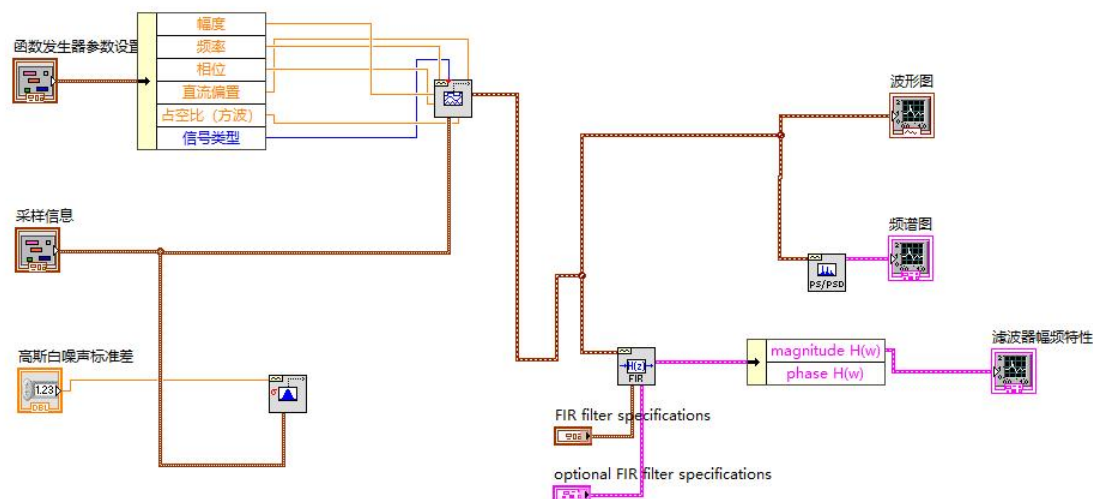 函数发生器参数设置
幅度
频率
相位
直流偏置
占空比（方波）
信号类型
波形图
采样信息
频谱图
PS/PSD
高斯白噪声标准差
1.23
DBL
σ
H(z)
FIR
magnitude H(w)
phase H(w)
滤波器幅频特性
FIR filter specifications
optional FIR filter specifications